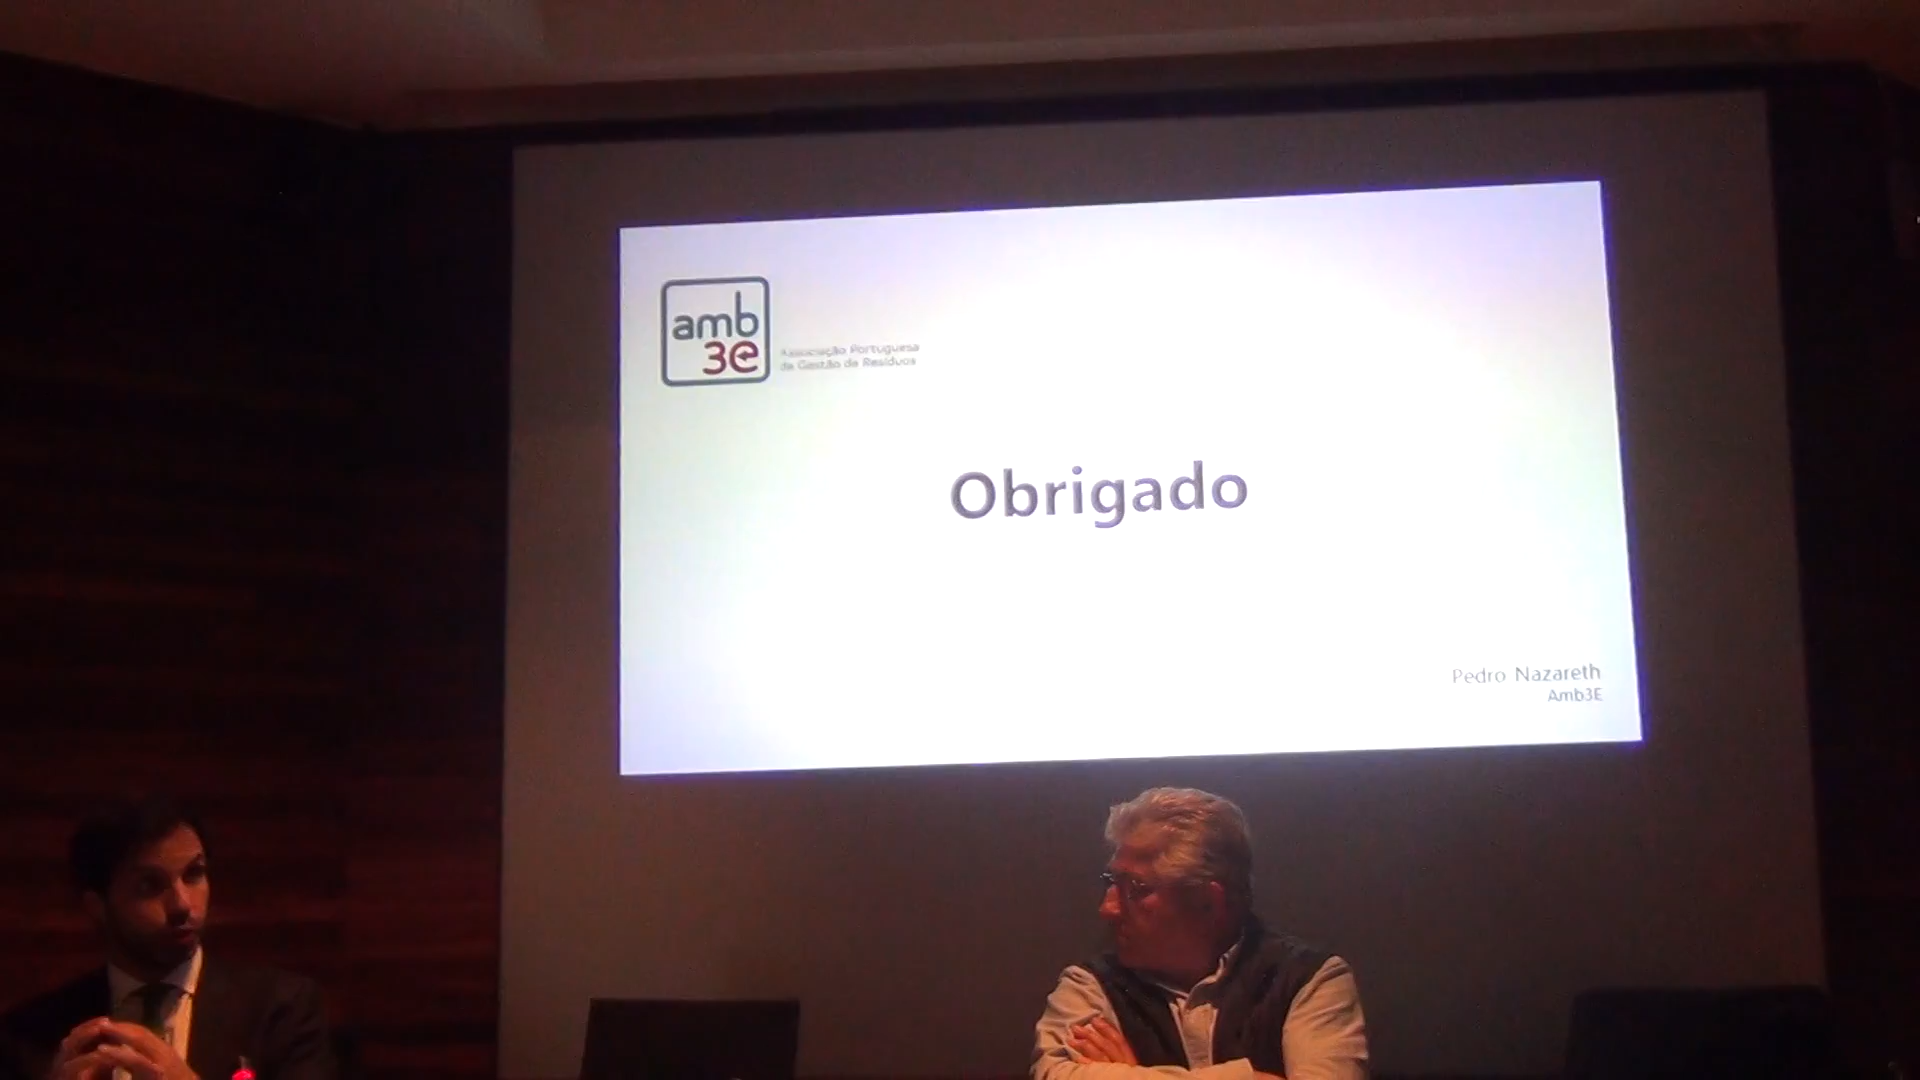 amb
3e
Associação Portuguesa
de Gestão de Resíduos
Obrigado
Pedro Nazareth
Amb3E